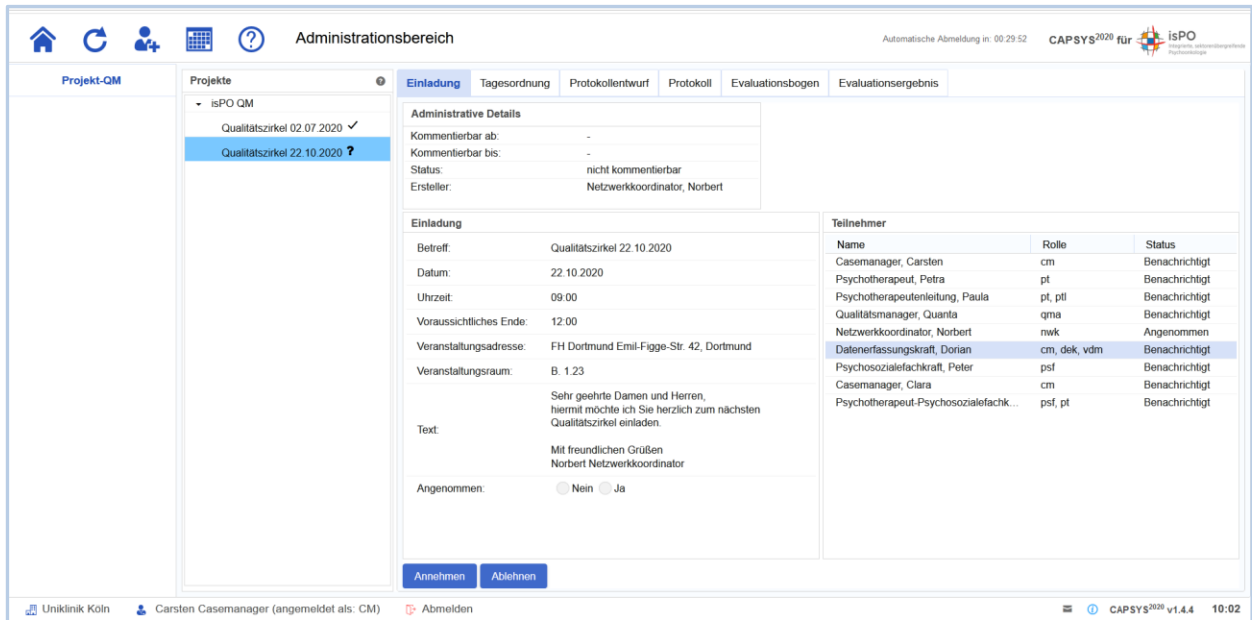 Administrationsbereich
Automatische Abmeldung in: 00:29:52
CAPSYS2020 für isPO
integrierte, sektorenübergreifende
Psychoonkologie
Projekt-QM
Projekte
isPO QM
Qualitätszirkel 02.07.2020
Qualitätszirkel 22.10.2020 ?
Einladung Tagesordnung Protokollentwurf Protokoll Evaluationsbogen Evaluationsergebnis
Administrative Details
Kommentierbar ab: -
Kommentierbar bis: -
Status: nicht kommentierbar
Ersteller: Netzwerkkoordinator, Norbert
Einladung
Betreff: Qualitätszirkel 22.10.2020
Datum: 22.10.2020
Uhrzeit: 09:00
Voraussichtliches Ende: 12:00
Veranstaltungsadresse: FH Dortmund Emil-Figge-Str. 42, Dortmund
Veranstaltungsraum: B. 1.23
Text:
Sehr geehrte Damen und Herren,
hiermit möchte ich Sie herzlich zum nächsten
Qualitätszirkel einladen.
Mit freundlichen Grüßen
Norbert Netzwerkkoordinator
Angenommen: Nein Ja
Teilnehmer
Name Rolle Status
Casemanager, Carsten cm Benachrichtigt
Psychotherapeut, Petra pt Benachrichtigt
Psychotherapeutenleitung, Paula pt, ptl Benachrichtigt
Qualitätsmanager, Quanta qma Benachrichtigt
Netzwerkkoordinator, Norbert nwk Angenommen
Datenerfassungskraft, Dorian cm, dek, vdm Benachrichtigt
Psychosozialefachkraft, Peter psf Benachrichtigt
Casemanager, Clara cm Benachrichtigt
Psychotherapeut-Psychosozialefachk... psf, pt Benachrichtigt
Annehmen Ablehnen
Uniklinik Köln Carsten Casemanager (angemeldet als: CM) Abmelden CAPSYS2020 v1.4.4 10:02